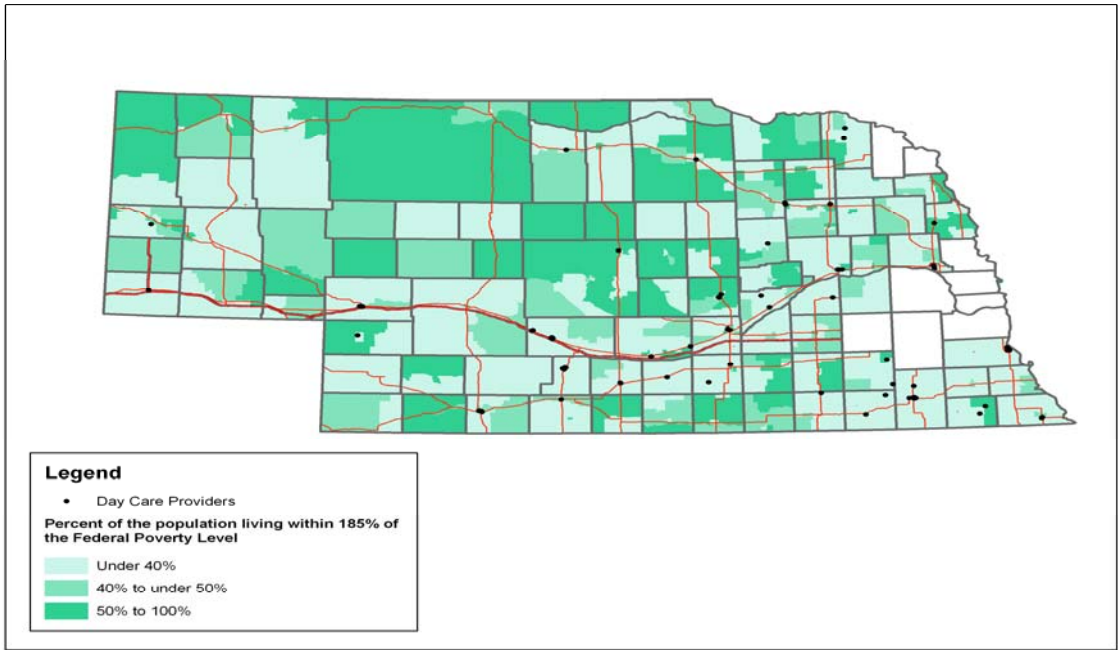 Legend
Day Care Providers
Percent of the population living within 185% of
the Federal Poverty Level
Under 40%
40% to under 50%
50% to 100%